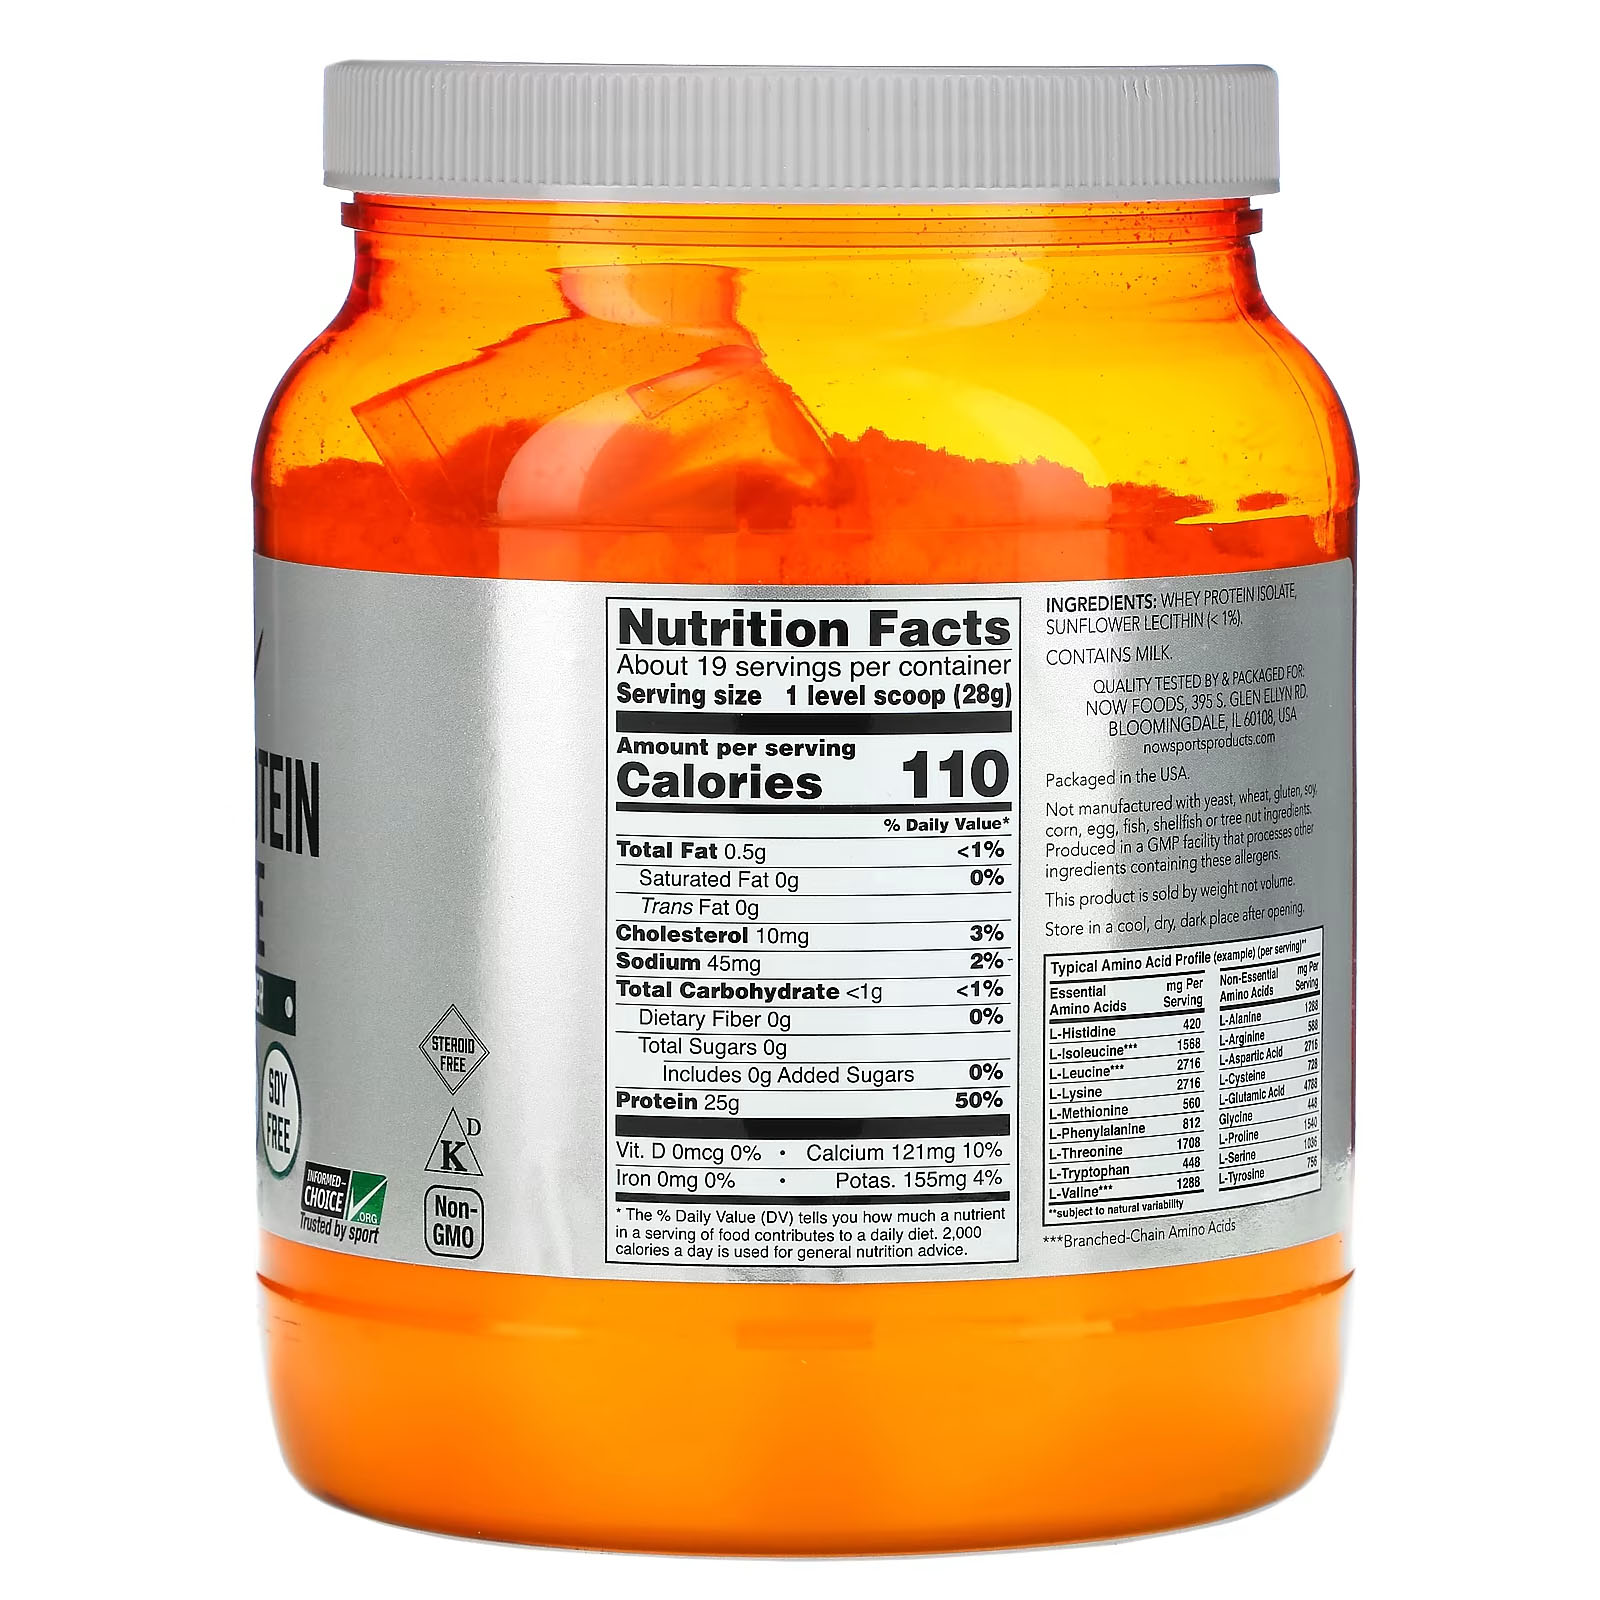 TEIN
E
ER
SOY
FREE
INFORMED-
CHOICE
.ORG
Trusted by sport
STEROID
FREE
K D
Non-
GMO
Nutrition Facts
About 19 servings per container
Serving size 1 level scoop (28g)
Amount per serving
Calories 110
% Daily Value*
Total Fat 0.5g <1%
Saturated Fat 0g 0%
Trans Fat 0g
Cholesterol 10mg 3%
Sodium 45mg 2%
Total Carbohydrate <1g <1%
Dietary Fiber 0g 0%
Total Sugars 0g
Includes 0g Added Sugars 0%
Protein 25g 50%
Vit. D 0mcg 0% • Calcium 121mg 10%
Iron 0mg 0% • Potas. 155mg 4%
* The % Daily Value (DV) tells you how much a nutrient
in a serving of food contributes to a daily diet. 2,000
calories a day is used for general nutrition advice.
INGREDIENTS: WHEY PROTEIN ISOLATE,
SUNFLOWER LECITHIN (< 1%).
CONTAINS MILK.
QUALITY TESTED BY & PACKAGED FOR:
NOW FOODS, 395 S. GLEN ELLYN RD.
BLOOMINGDALE, IL 60108, USA
nowsportsproducts.com
Packaged in the USA.
Not manufactured with yeast, wheat, gluten, soy,
corn, egg, fish, shellfish or tree nut ingredients.
Produced in a GMP facility that processes other
ingredients containing these allergens.
This product is sold by weight not volume.
Store in a cool, dry, dark place after opening.
Typical Amino Acid Profile (example) (per serving)**
Essential
Amino Acids
mg Per
Serving
L-Histidine 420
L-Isoleucine*** 1568
L-Leucine*** 2716
L-Lysine 2716
L-Methionine 560
L-Phenylalanine 812
L-Threonine 1708
L-Tryptophan 448
L-Valine*** 1288
Non-Essential
Amino Acids
mg Per
Serving
L-Alanine 1288
L-Arginine 588
L-Aspartic Acid 2716
L-Cysteine 728
L-Glutamic Acid 4788
Glycine 448
L-Proline 1540
L-Serine 1036
L-Tyrosine 756
**subject to natural variability
***Branched-Chain Amino Acids